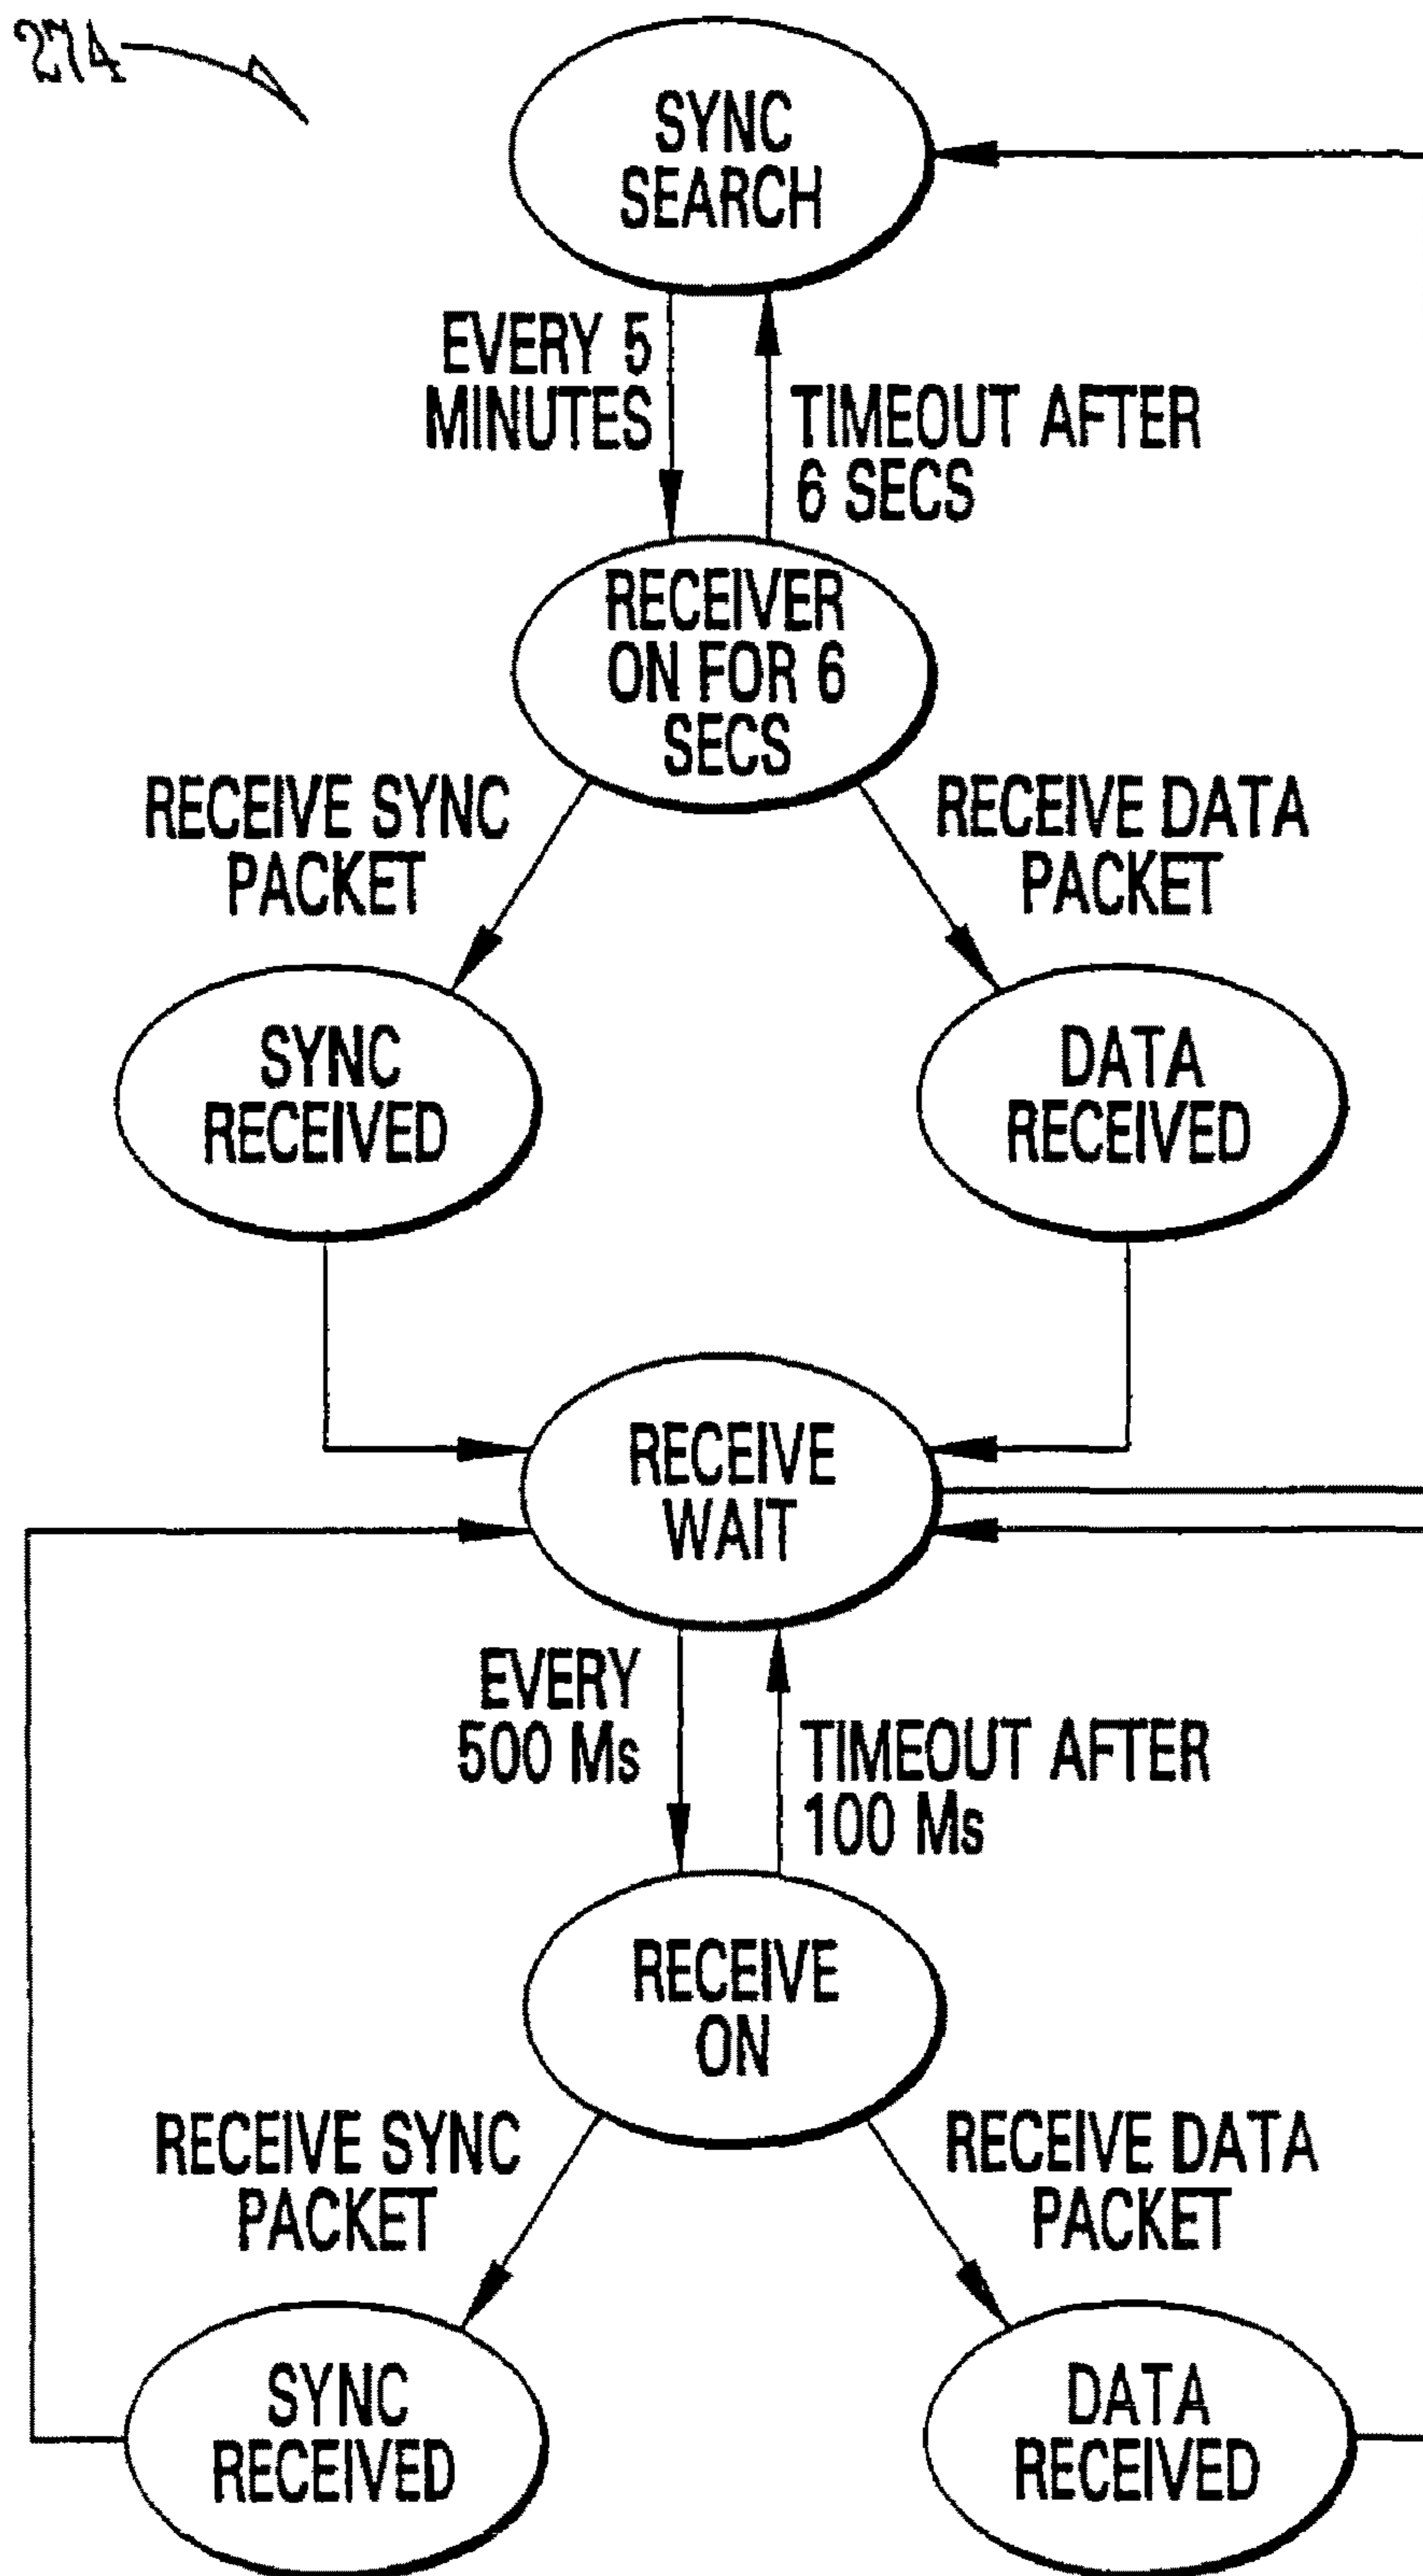 274
SYNC
SEARCH
EVERY 5
MINUTES
TIMEOUT AFTER
6 SECS
RECEIVER
ON FOR 6
SECS
RECEIVE SYNC
PACKET
RECEIVE DATA
PACKET
SYNC
RECEIVED
DATA
RECEIVED
RECEIVE
WAIT
EVERY
500 Ms
TIMEOUT AFTER
100 Ms
RECEIVE
ON
RECEIVE SYNC
PACKET
RECEIVE DATA
PACKET
SYNC
RECEIVED
DATA
RECEIVED